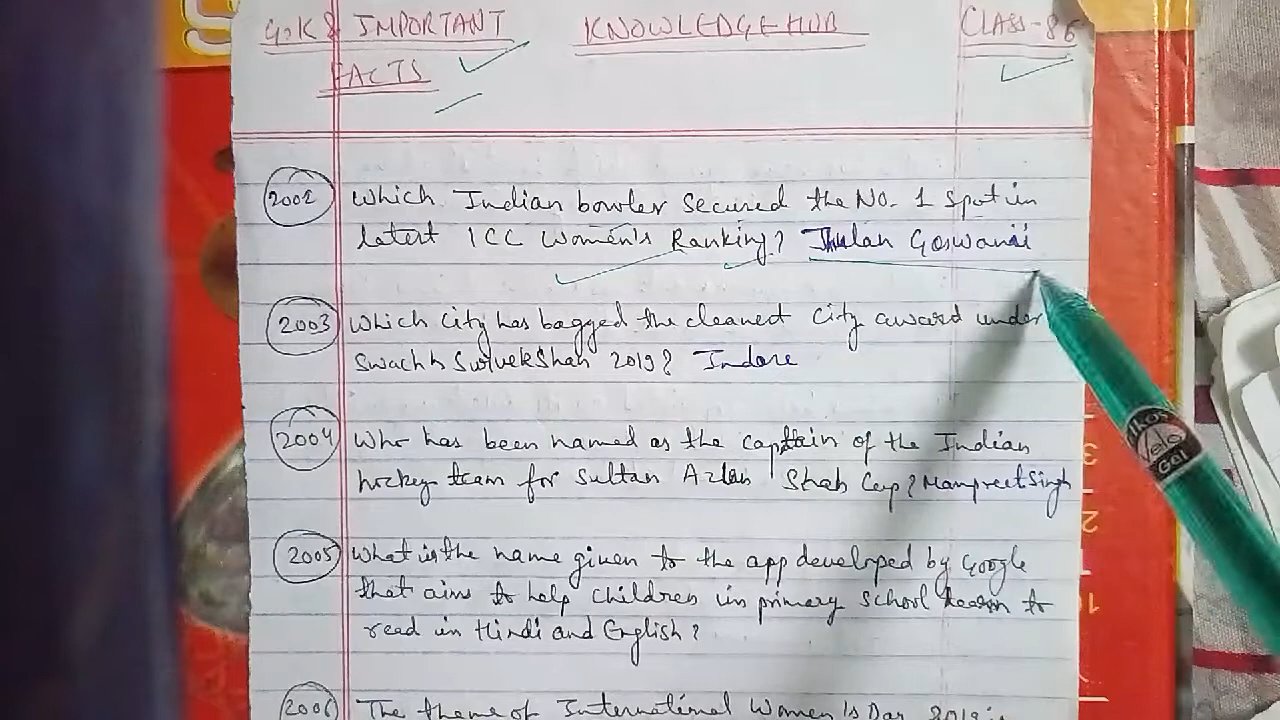 G.K & IMPORTANT KNOWLEDGE HUB CLASS-86
FACTS
2002 Which Indian bowler secured the No. 1 spot in
latest ICC Women's Ranking? Jhulan Goswami
2003 Which City has bagged the cleanest City award under
Swachh Survekshan 2019? Indore
2004 Who has been named as the captain of the Indian
hockey team for Sultan Azlan Shah Cup? Manpreet Singh
2005 What is the name given to the app developed by Google
that aims to help children in primary school learn to
read in Hindi and English?
2006 The theme of International Women's Day 2019 is
Velo
Gel